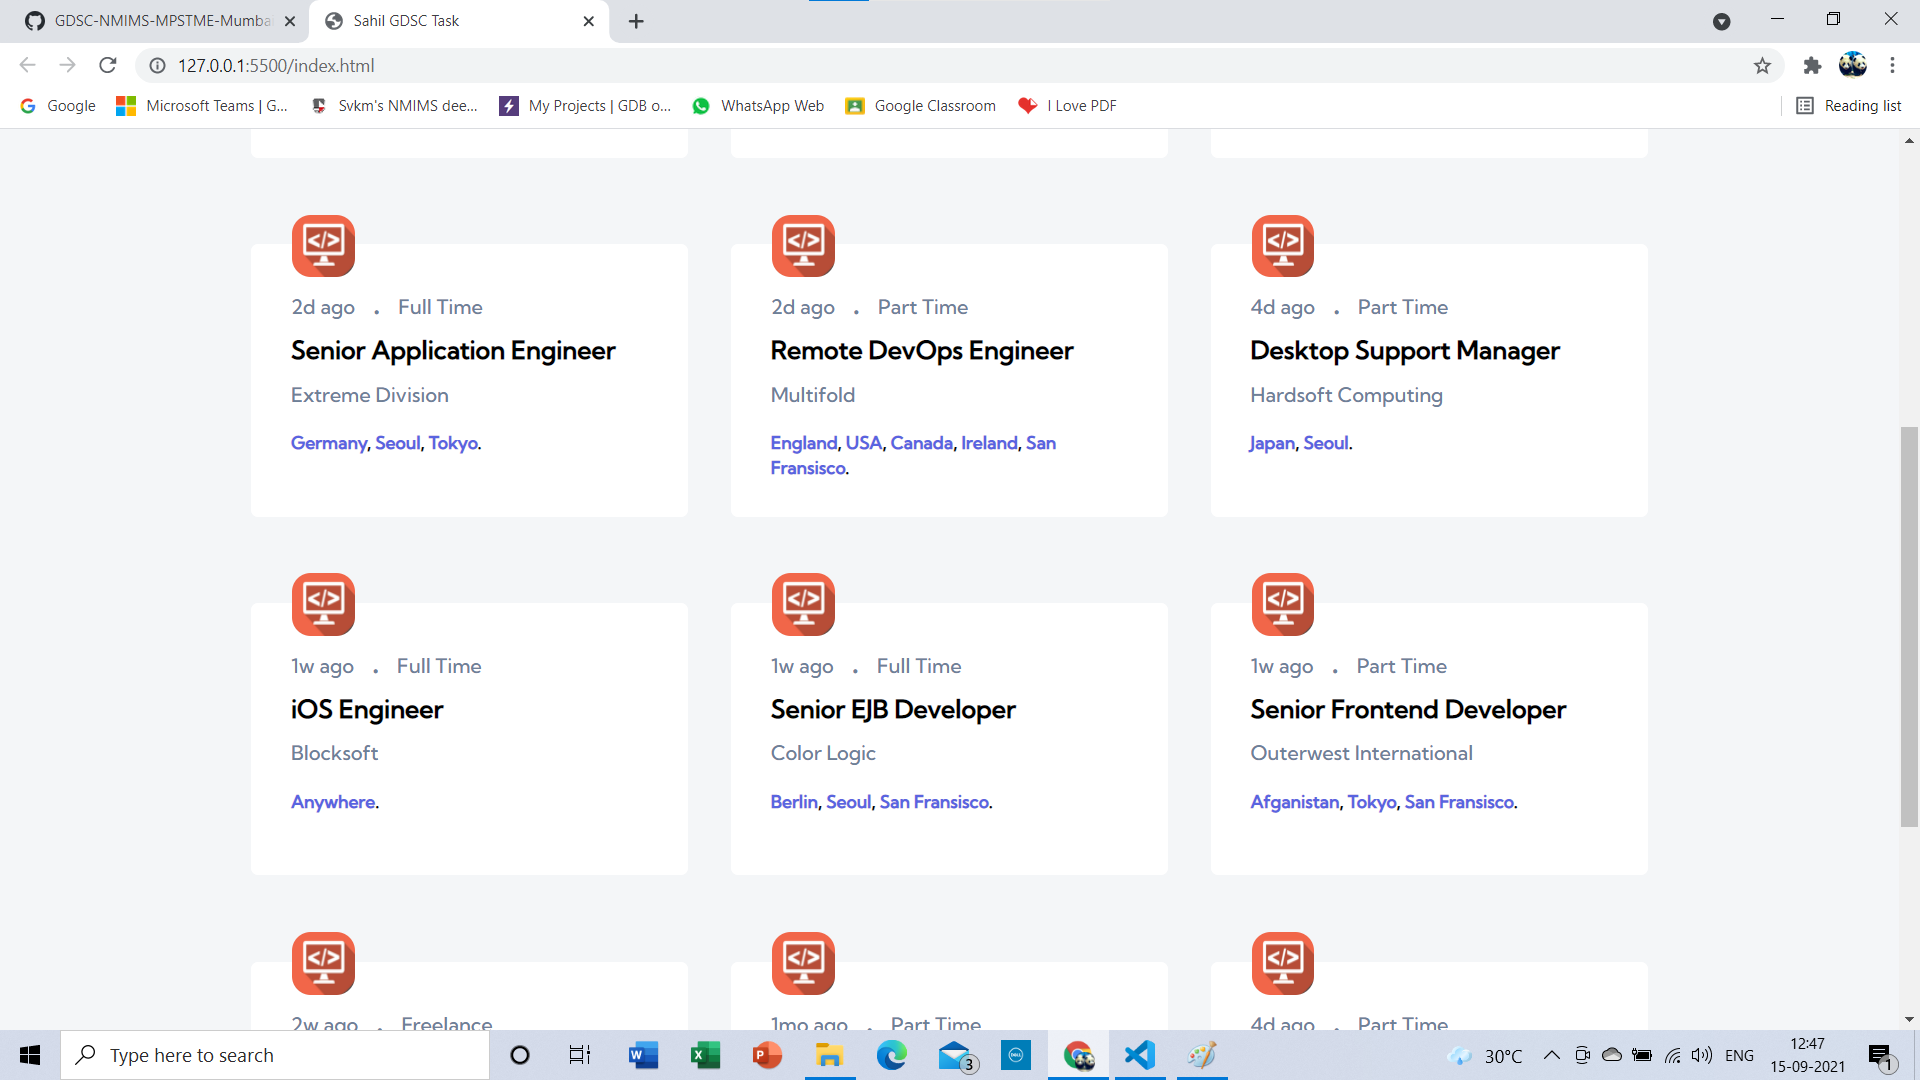 GDSC-NMIMS-MPSTME-Mumba
Sahil GDSC Task
127.0.0.1:5500/index.html
Google
Microsoft Teams | G...
Svkm's NMIMS dee...
My Projects | GDB o...
WhatsApp Web
Google Classroom
I Love PDF
Reading list
2d ago . Full Time
Senior Application Engineer
Extreme Division
Germany, Seoul, Tokyo.
2d ago . Part Time
Remote DevOps Engineer
Multifold
England, USA, Canada, Ireland, San
Fransisco.
4d ago . Part Time
Desktop Support Manager
Hardsoft Computing
Japan, Seoul.
1w ago . Full Time
iOS Engineer
Blocksoft
Anywhere.
1w ago . Full Time
Senior EJB Developer
Color Logic
Berlin, Seoul, San Fransisco.
1w ago . Part Time
Senior Frontend Developer
Outerwest International
Afganistan, Tokyo, San Fransisco.
2w ago . Freelance
1mo ago . Part Time
4d ago . Part Time
Type here to search
3
30°C
ENG
12:47
15-09-2021
1